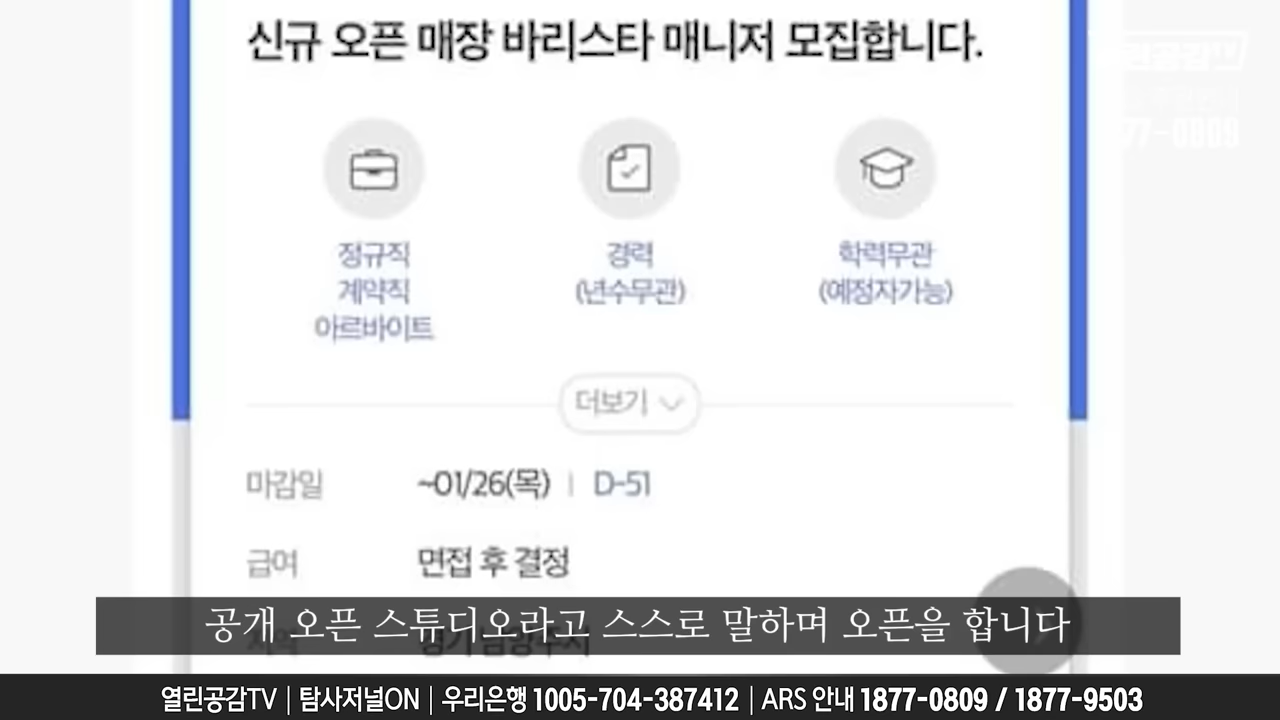 신규 오픈 매장 바리스타 매니저 모집합니다.
정규직
계약직
아르바이트
경력
(년수무관)
학력무관
(예정자가능)
더보기
마감일 ~01/26(목) | D-51
급여 면접 후 결정
공개 오픈 스튜디오라고 스스로 말하며 오픈을 합니다
열린공감TV | 탐사저널ON | 우리은행 1005-704-387412 | ARS 안내 1877-0809 / 1877-9503